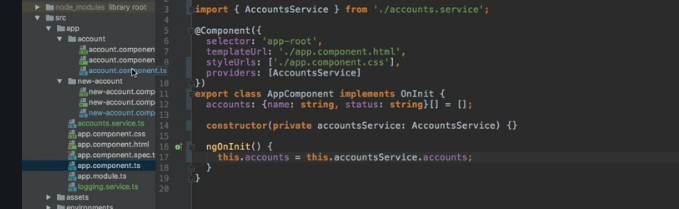 node_modules library root
src
app
account
account.componen
account.componen
account.component.ts
new-account
new-account.comp
new-account.comp
new-account.comp
accounts.service.ts
app.component.css
app.component.html
app.component.spec.t
app.component.ts
app.module.ts
logging.service.ts
assets
environments
3 import { AccountsService } from './accounts.service';
4
5 @Component({
6 selector: 'app-root',
7 templateUrl: './app.component.html',
8 styleUrls: ['./app.component.css'],
9 providers: [AccountsService]
10 })
11 export class AppComponent implements OnInit {
12 accounts: {name: string, status: string}[] = [];
13
14 constructor(private accountsService: AccountsService) {}
15
16 ngOnInit() {
17 this.accounts = this.accountsService.accounts;
18 }
19 }
20